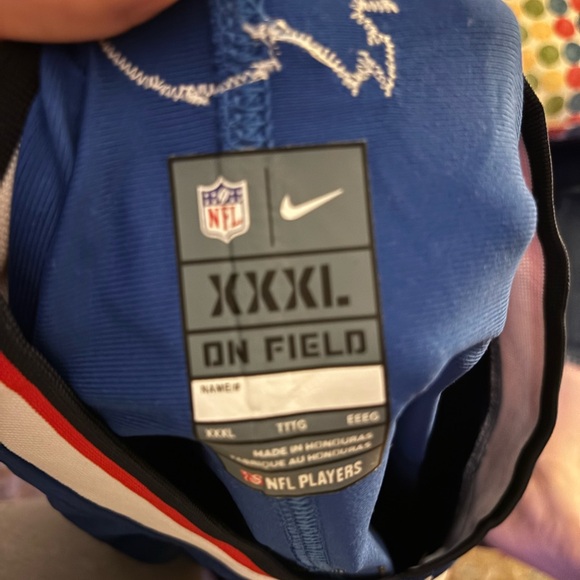 NFL
XXXL
ON FIELD
NAME#
XXXL TTTG EEEG
MADE IN HONDURAS
FABRIQUE AU HONDURAS
NFL PLAYERS